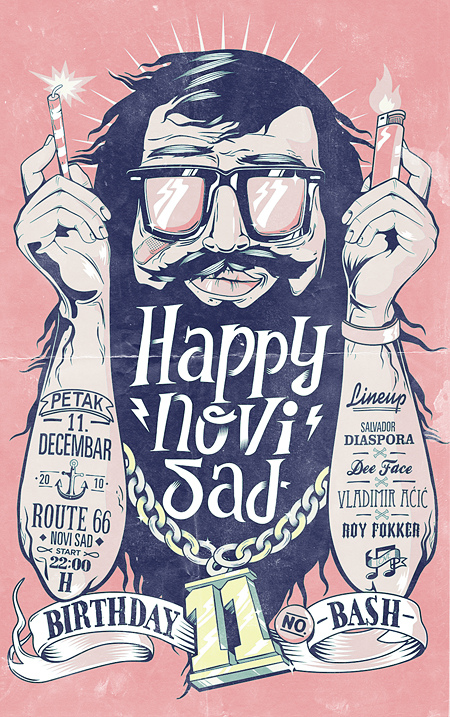 Happy
Novi
Sad
PETAK
11.
DECEMBAR
20 10
ROUTE 66
NOVI SAD
START
22:00
H
Lineup
SALVADOR
DIASPORA
Dee Face
VLADIMIR AČIĆ
ROY FOKKER
BIRTHDAY
11
NO.
-BASH-